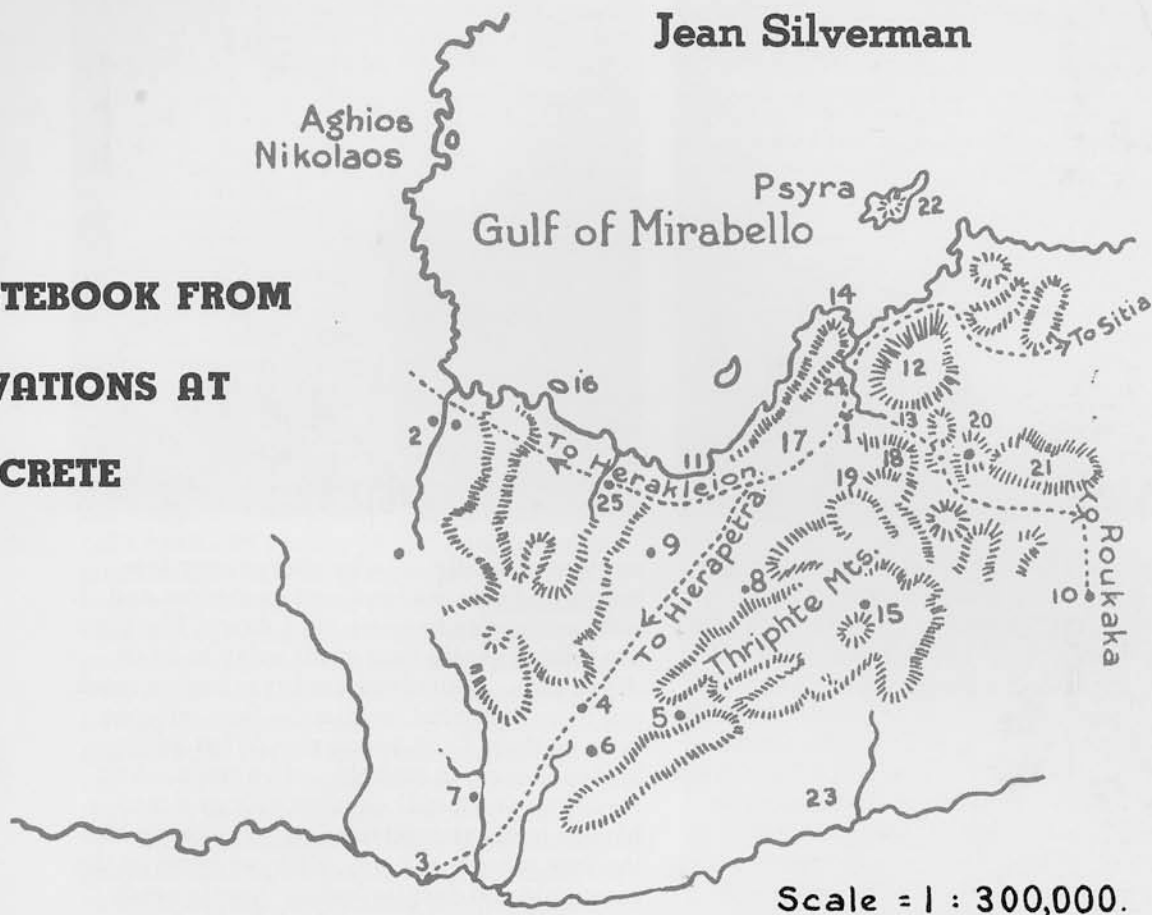 Jean Silverman
Aghios
Nikolaos
Psyra
22
Gulf of Mirabello
TEBOOK FROM
VATIONS AT
CRETE
14
To Sitia
12
16
24
2
13
20
1
17
To Herakleion.
11
18
21
25
19
To Roukaka
9
To Hierapetra.
8
10
15
Thriphte Mts.
4
5
6
7
23
3
Scale = 1 : 300,000.